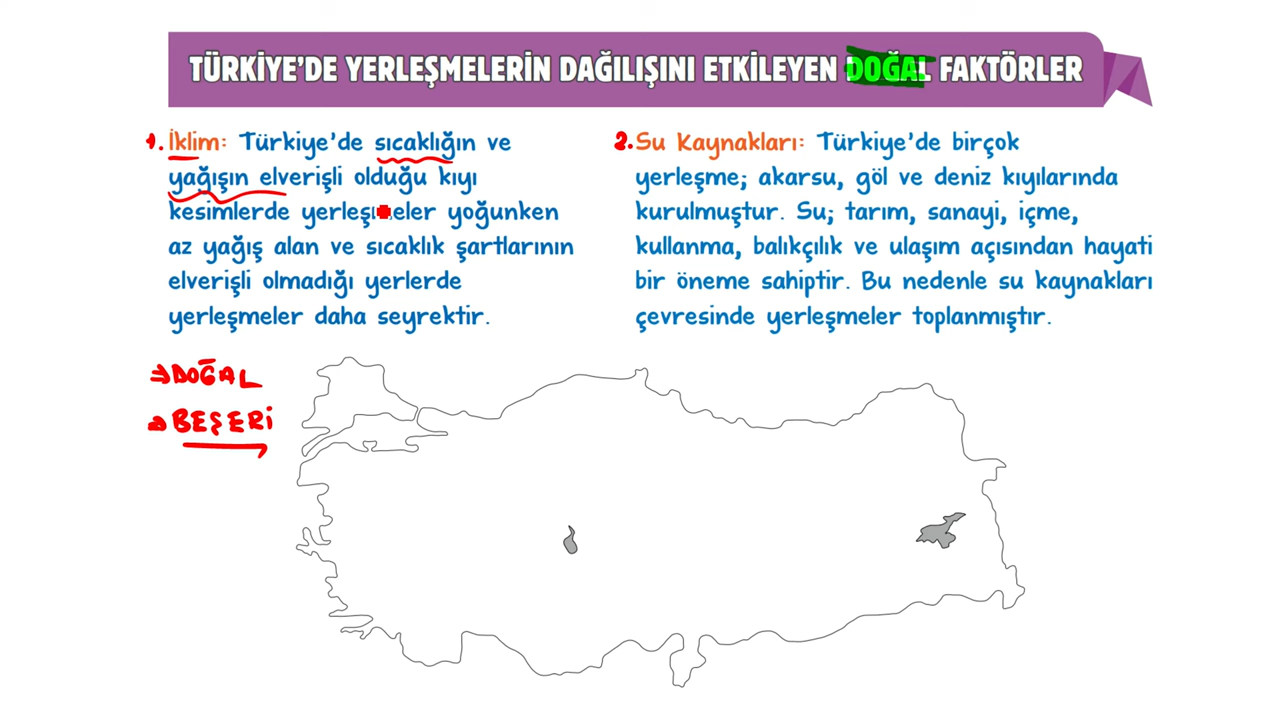 TÜRKİYE'DE YERLEŞMELERİN DAĞILIŞINI ETKİLEYEN DOĞAL FAKTÖRLER
1. İklim: Türkiye'de sıcaklığın ve
yağışın elverişli olduğu kıyı
kesimlerde yerleşmeler yoğunken
az yağış alan ve sıcaklık şartlarının
elverişli olmadığı yerlerde
yerleşmeler daha seyrektir.
2. Su Kaynakları: Türkiye'de birçok
yerleşme; akarsu, göl ve deniz kıyılarında
kurulmuştur. Su; tarım, sanayi, içme,
kullanma, balıkçılık ve ulaşım açısından hayati
bir öneme sahiptir. Bu nedenle su kaynakları
çevresinde yerleşmeler toplanmıştır.
⇒ DOĞAL
⇒ BEŞERİ